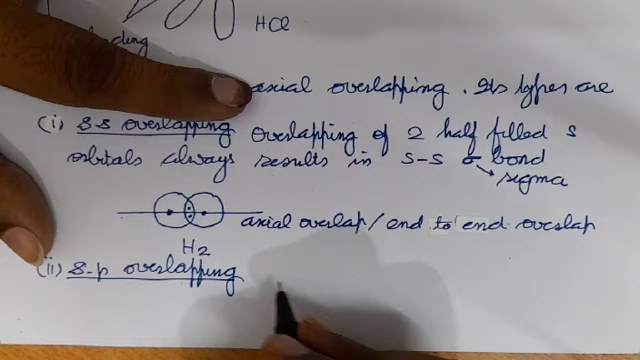 HCl
axial overlapping. Its types are
(i) S-S overlapping overlapping of 2 half filled s
orbitals always results in S-S σ bond
sigma
axial overlap/end to end overlap
H2
(ii) S-p overlapping